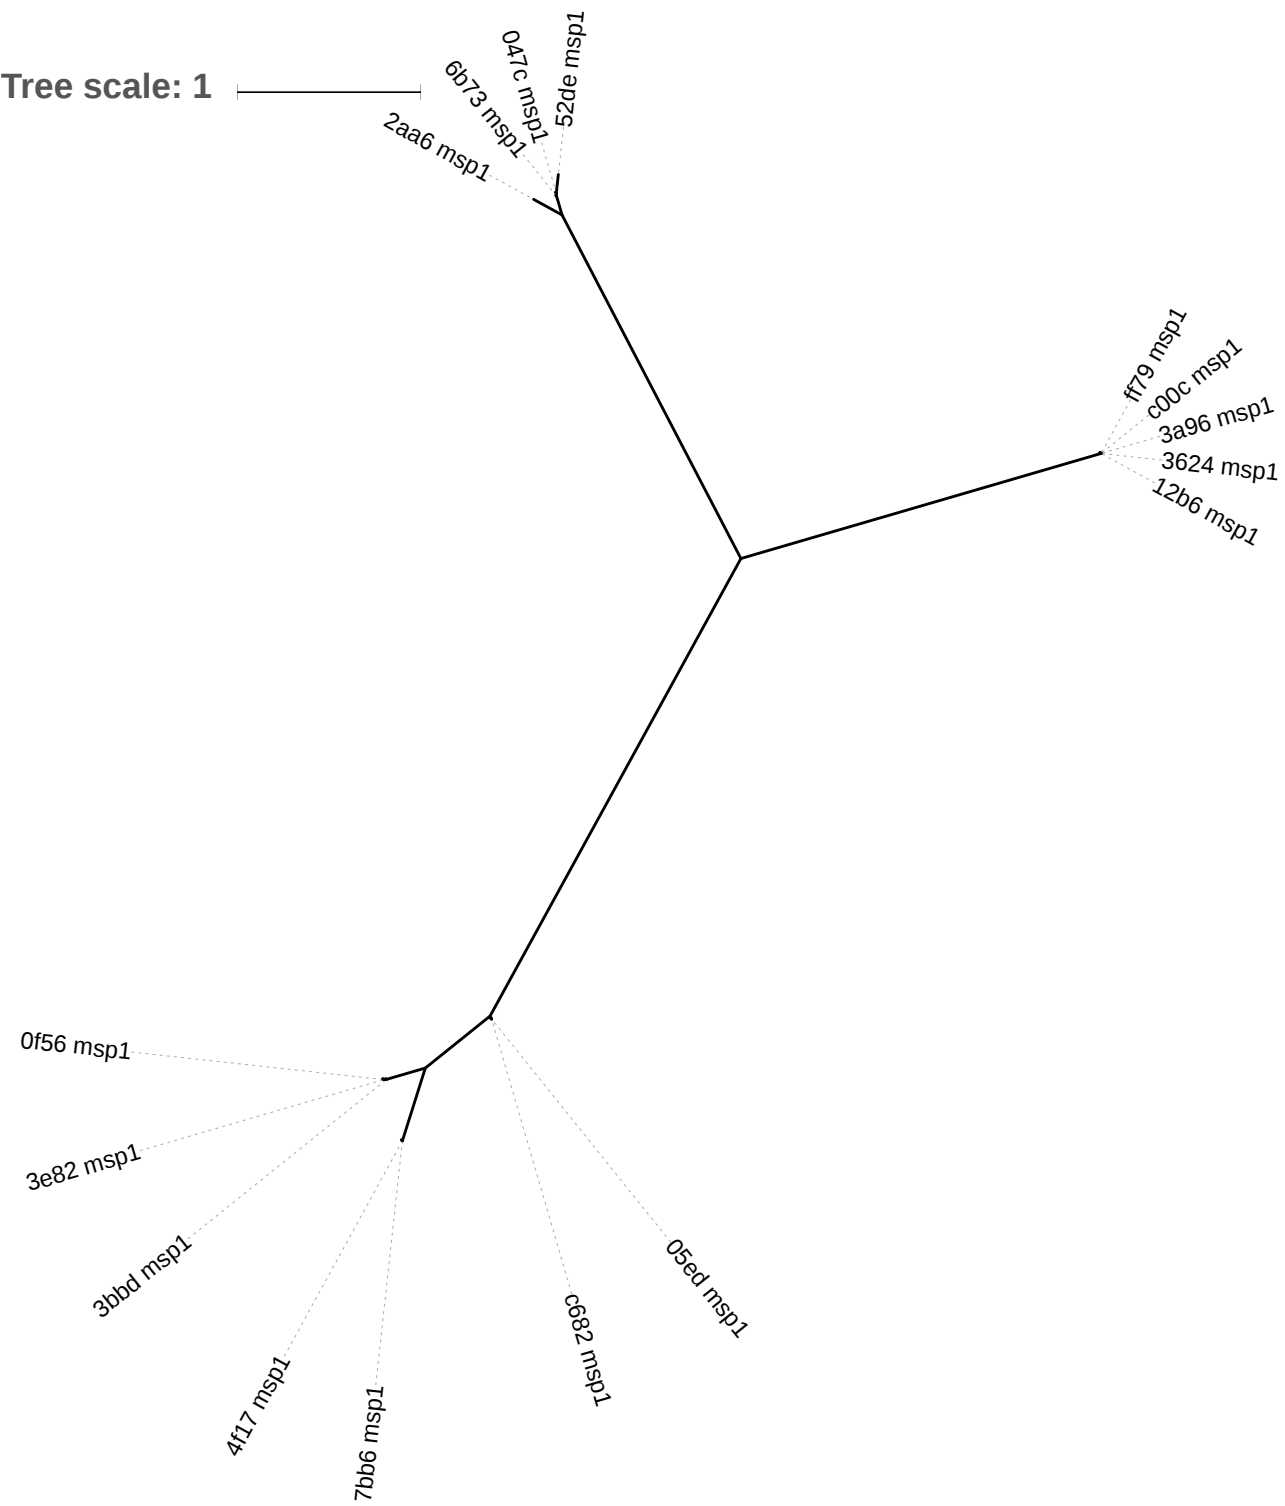 Tree scale: 1
52de msp1
047c msp1
6b73 msp1
2aa6 msp1
ff79 msp1
c00c msp1
3a96 msp1
3624 msp1
12b6 msp1
0f56 msp1
3e82 msp1
3bbd msp1
4f17 msp1
7bb6 msp1
c682 msp1
05ed msp1